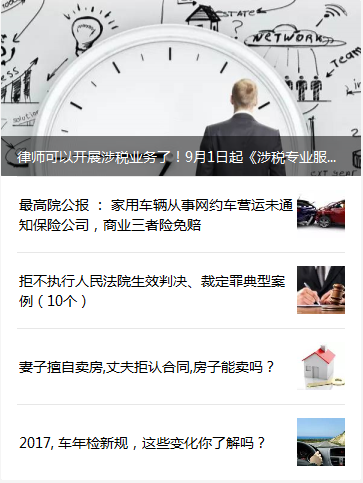 NETWORK
solution
Team
律师可以开展涉税业务了！9月1日起《涉税专业服...
最高院公报 ： 家用车辆从事网约车营运未通
知保险公司，商业三者险免赔
拒不执行人民法院生效判决、裁定罪典型案
例（10个）
妻子擅自卖房,丈夫拒认合同,房子能卖吗？
2017, 车年检新规，这些变化你了解吗？